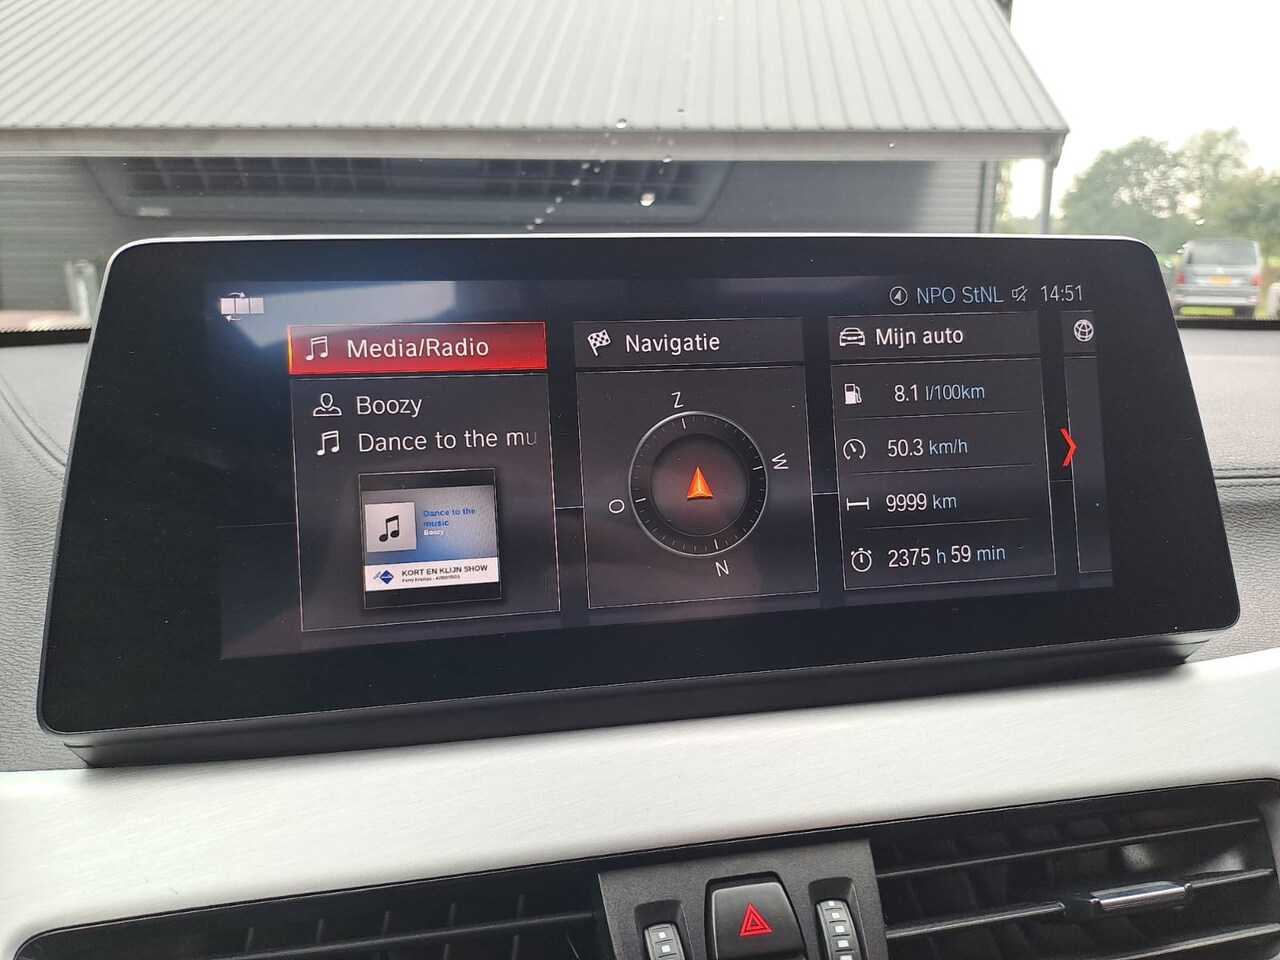 NPO StNL 14:51
Media/Radio
Boozy
Dance to the mu
Dance to the
music
Boozy
KORT EN KLIJN SHOW
Navigatie
Z
W
O
N
Mijn auto
8.1 l/100km
50.3 km/h
9999 km
2375 h 59 min